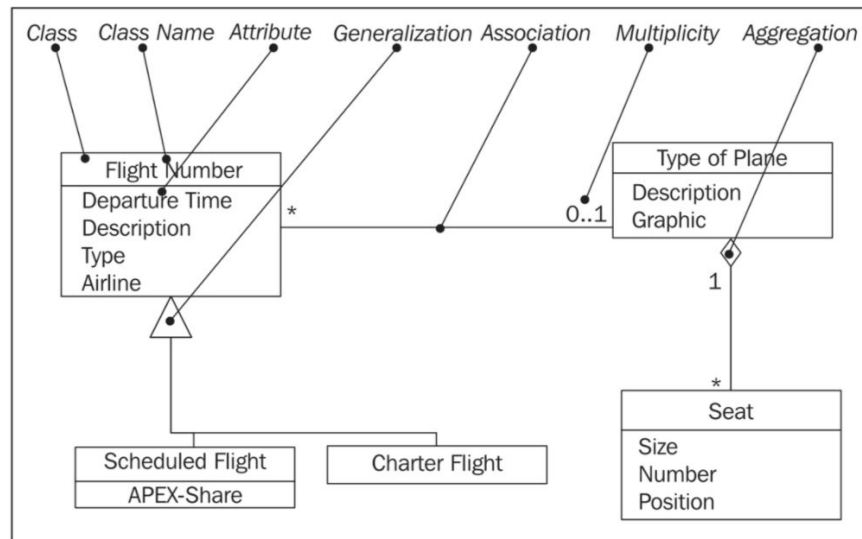 Class Class Name Attribute Generalization Association Multiplicity Aggregation
Flight Number
Departure Time
Description
Type
Airline
*
0..1
Type of Plane
Description
Graphic
1
*
Seat
Size
Number
Position
Scheduled Flight
APEX-Share
Charter Flight